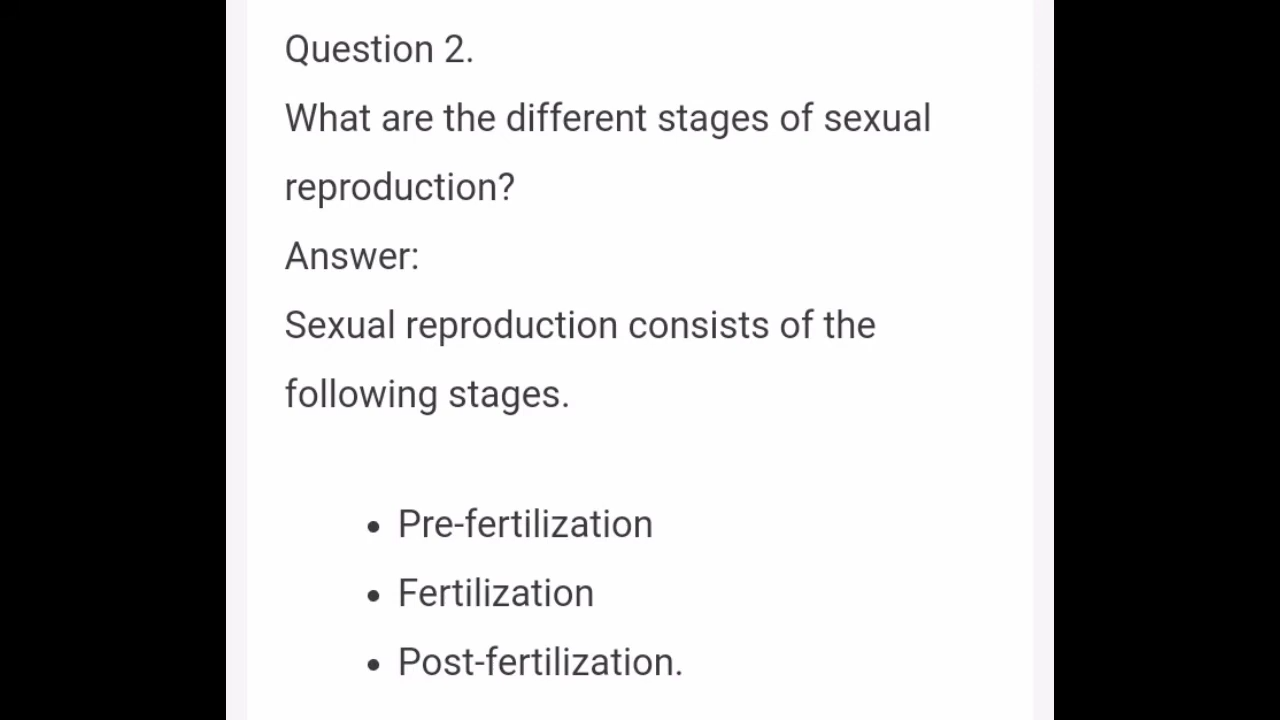 Question 2.
What are the different stages of sexual
reproduction?
Answer:
Sexual reproduction consists of the
following stages.
• Pre-fertilization
• Fertilization
• Post-fertilization.